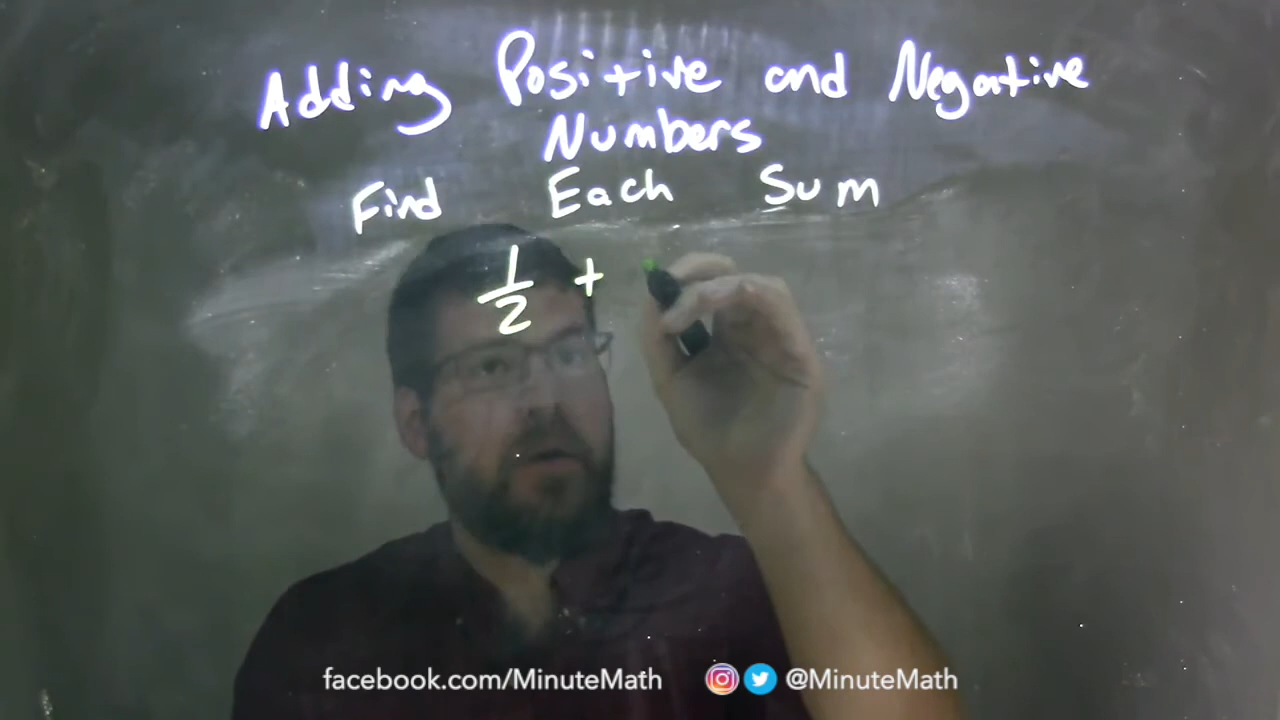 Adding Positive and Negative
Numbers
Find Each Sum
1/2 +
facebook.com/MinuteMath @MinuteMath